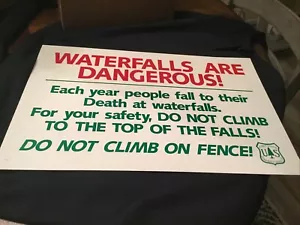 WATERFALLS ARE
DANGEROUS!
Each year people fall to their
Death at waterfalls.
For your safety, DO NOT CLIMB
TO THE TOP OF THE FALLS!
DO NOT CLIMB ON FENCE!
U S